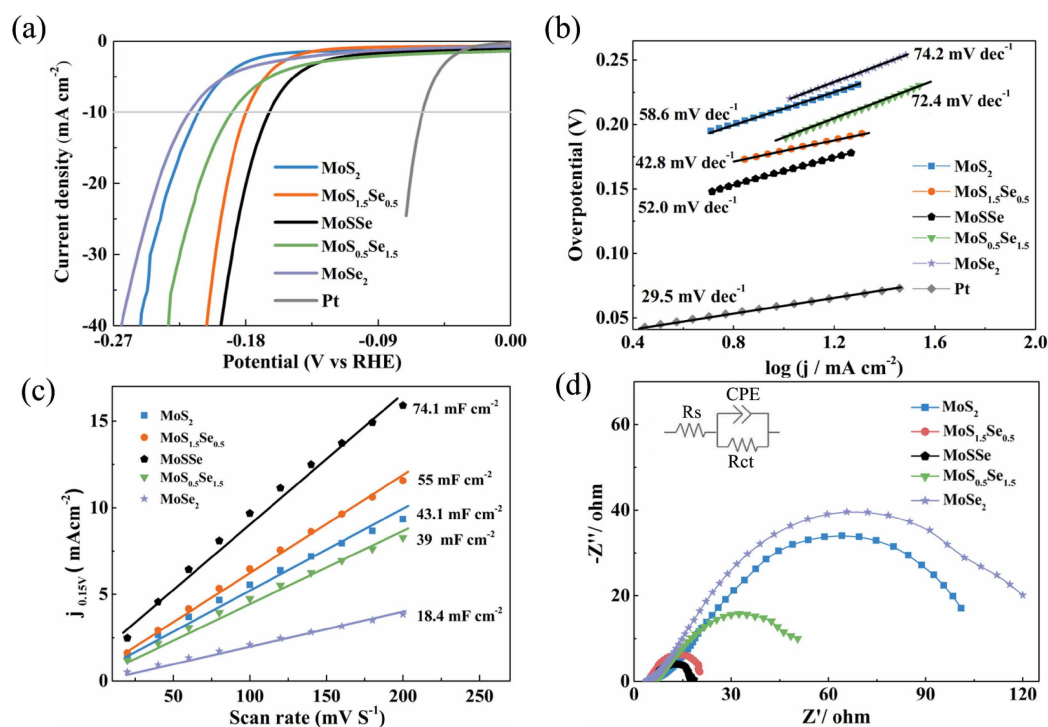 (a)
0
-10
-20
-30
-40
-0.27
-0.18
-0.09
0.00
Current density (mA cm⁻²)
Potential (V vs RHE)
MoS₂
MoS₁.₅Se₀.₅
MoSSe
MoS₀.₅Se₁.₅
MoSe₂
Pt
(b)
0.25
0.20
0.15
0.10
0.05
0.4
0.8
1.2
1.6
2.0
Overpotential (V)
log (j / mA cm⁻²)
74.2 mV dec⁻¹
58.6 mV dec⁻¹
72.4 mV dec⁻¹
42.8 mV dec⁻¹
52.0 mV dec⁻¹
29.5 mV dec⁻¹
MoS₂
MoS₁.₅Se₀.₅
MoSSe
MoS₀.₅Se₁.₅
MoSe₂
Pt
(c)
15
10
5
0
50
100
150
200
250
j 0.15V ( mAcm⁻²)
Scan rate (mV S⁻¹)
MoS₂
MoS₁.₅Se₀.₅
MoSSe
MoS₀.₅Se₁.₅
MoSe₂
74.1 mF cm⁻²
55 mF cm⁻²
43.1 mF cm⁻²
39 mF cm⁻²
18.4 mF cm⁻²
(d)
-60
-40
-20
0
0
30
60
90
120
-Z''/ ohm
Z'/ ohm
Rs
CPE
Rct
MoS₂
MoS₁.₅Se₀.₅
MoSSe
MoS₀.₅Se₁.₅
MoSe₂